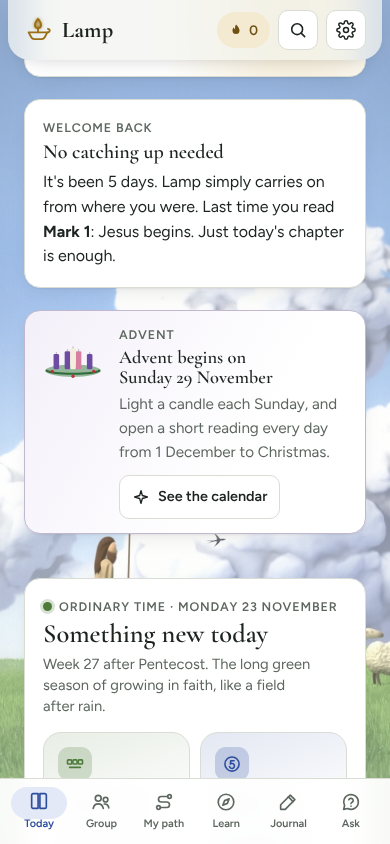 Lamp
0
WELCOME BACK
No catching up needed
It's been 5 days. Lamp simply carries on
from where you were. Last time you read
Mark 1: Jesus begins. Just today's chapter
is enough.
ADVENT
Advent begins on
Sunday 29 November
Light a candle each Sunday, and
open a short reading every day
from 1 December to Christmas.
See the calendar
ORDINARY TIME · MONDAY 23 NOVEMBER
Something new today
Week 27 after Pentecost. The long green
season of growing in faith, like a field
after rain.
5
Today
Group
My path
Learn
Journal
Ask